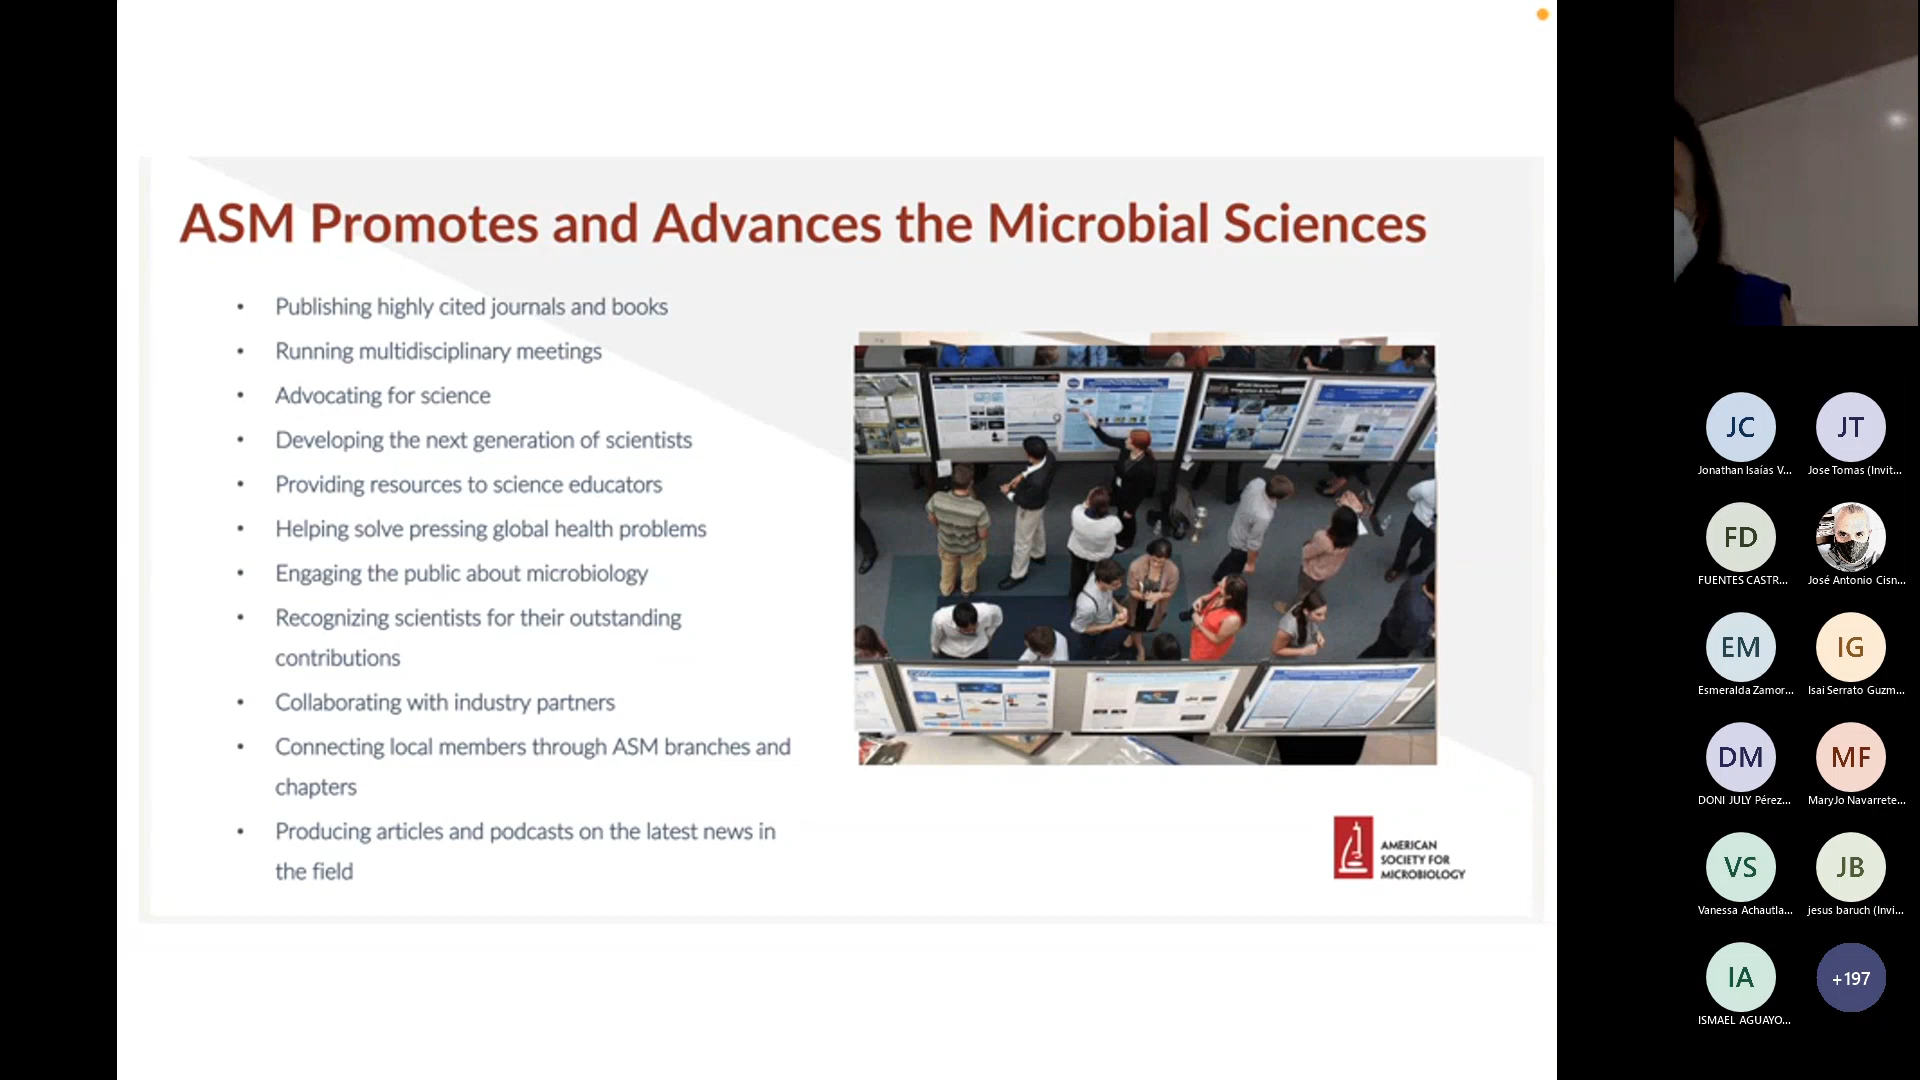 ASM Promotes and Advances the Microbial Sciences
• Publishing highly cited journals and books
• Running multidisciplinary meetings
• Advocating for science
• Developing the next generation of scientists
• Providing resources to science educators
• Helping solve pressing global health problems
• Engaging the public about microbiology
• Recognizing scientists for their outstanding
contributions
• Collaborating with industry partners
• Connecting local members through ASM branches and
chapters
• Producing articles and podcasts on the latest news in
the field
AMERICAN
SOCIETY FOR
MICROBIOLOGY
JC
JT
Jonathan Isaías V...
Jose Tomas (Invit...
FD
FUENTES CASTR...
José Antonio Cisn...
EM
IG
Esmeralda Zamor...
Isai Serrato Guzm...
DM
MF
DONI JULY Pérez...
MaryJo Navarrete...
VS
JB
Vanessa Achautla...
jesus baruch (Invi...
IA
+197
ISMAEL AGUAYO...